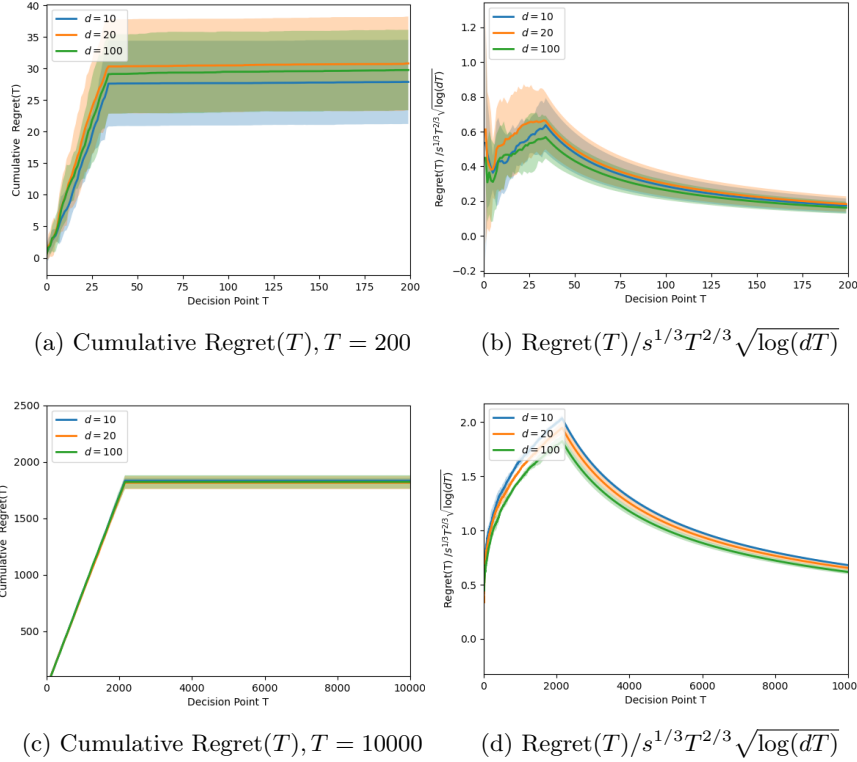 40
35
30
25
20
15
10
5
0
d = 10
d = 20
d = 100
Cumulative Regret(T)
0 25 50 75 100 125 150 175 200
Decision Point T
1.2
1.0
0.8
0.6
0.4
0.2
0.0
−0.2
d = 10
d = 20
d = 100
Regret(T) /s^{1/3}T^{2/3}√log(dT)
0 25 50 75 100 125 150 175 200
Decision Point T
(a) Cumulative Regret(T), T = 200
(b) Regret(T)/s^{1/3}T^{2/3}√log(dT)
2500
2000
1500
1000
500
d = 10
d = 20
d = 100
Cumulative Regret(T)
0 2000 4000 6000 8000 10000
Decision Point T
2.0
1.5
1.0
0.5
0.0
d = 10
d = 20
d = 100
Regret(T) /s^{1/3}T^{2/3}√log(dT)
0 2000 4000 6000 8000 1000
Decision Point T
(c) Cumulative Regret(T), T = 10000
(d) Regret(T)/s^{1/3}T^{2/3}√log(dT)